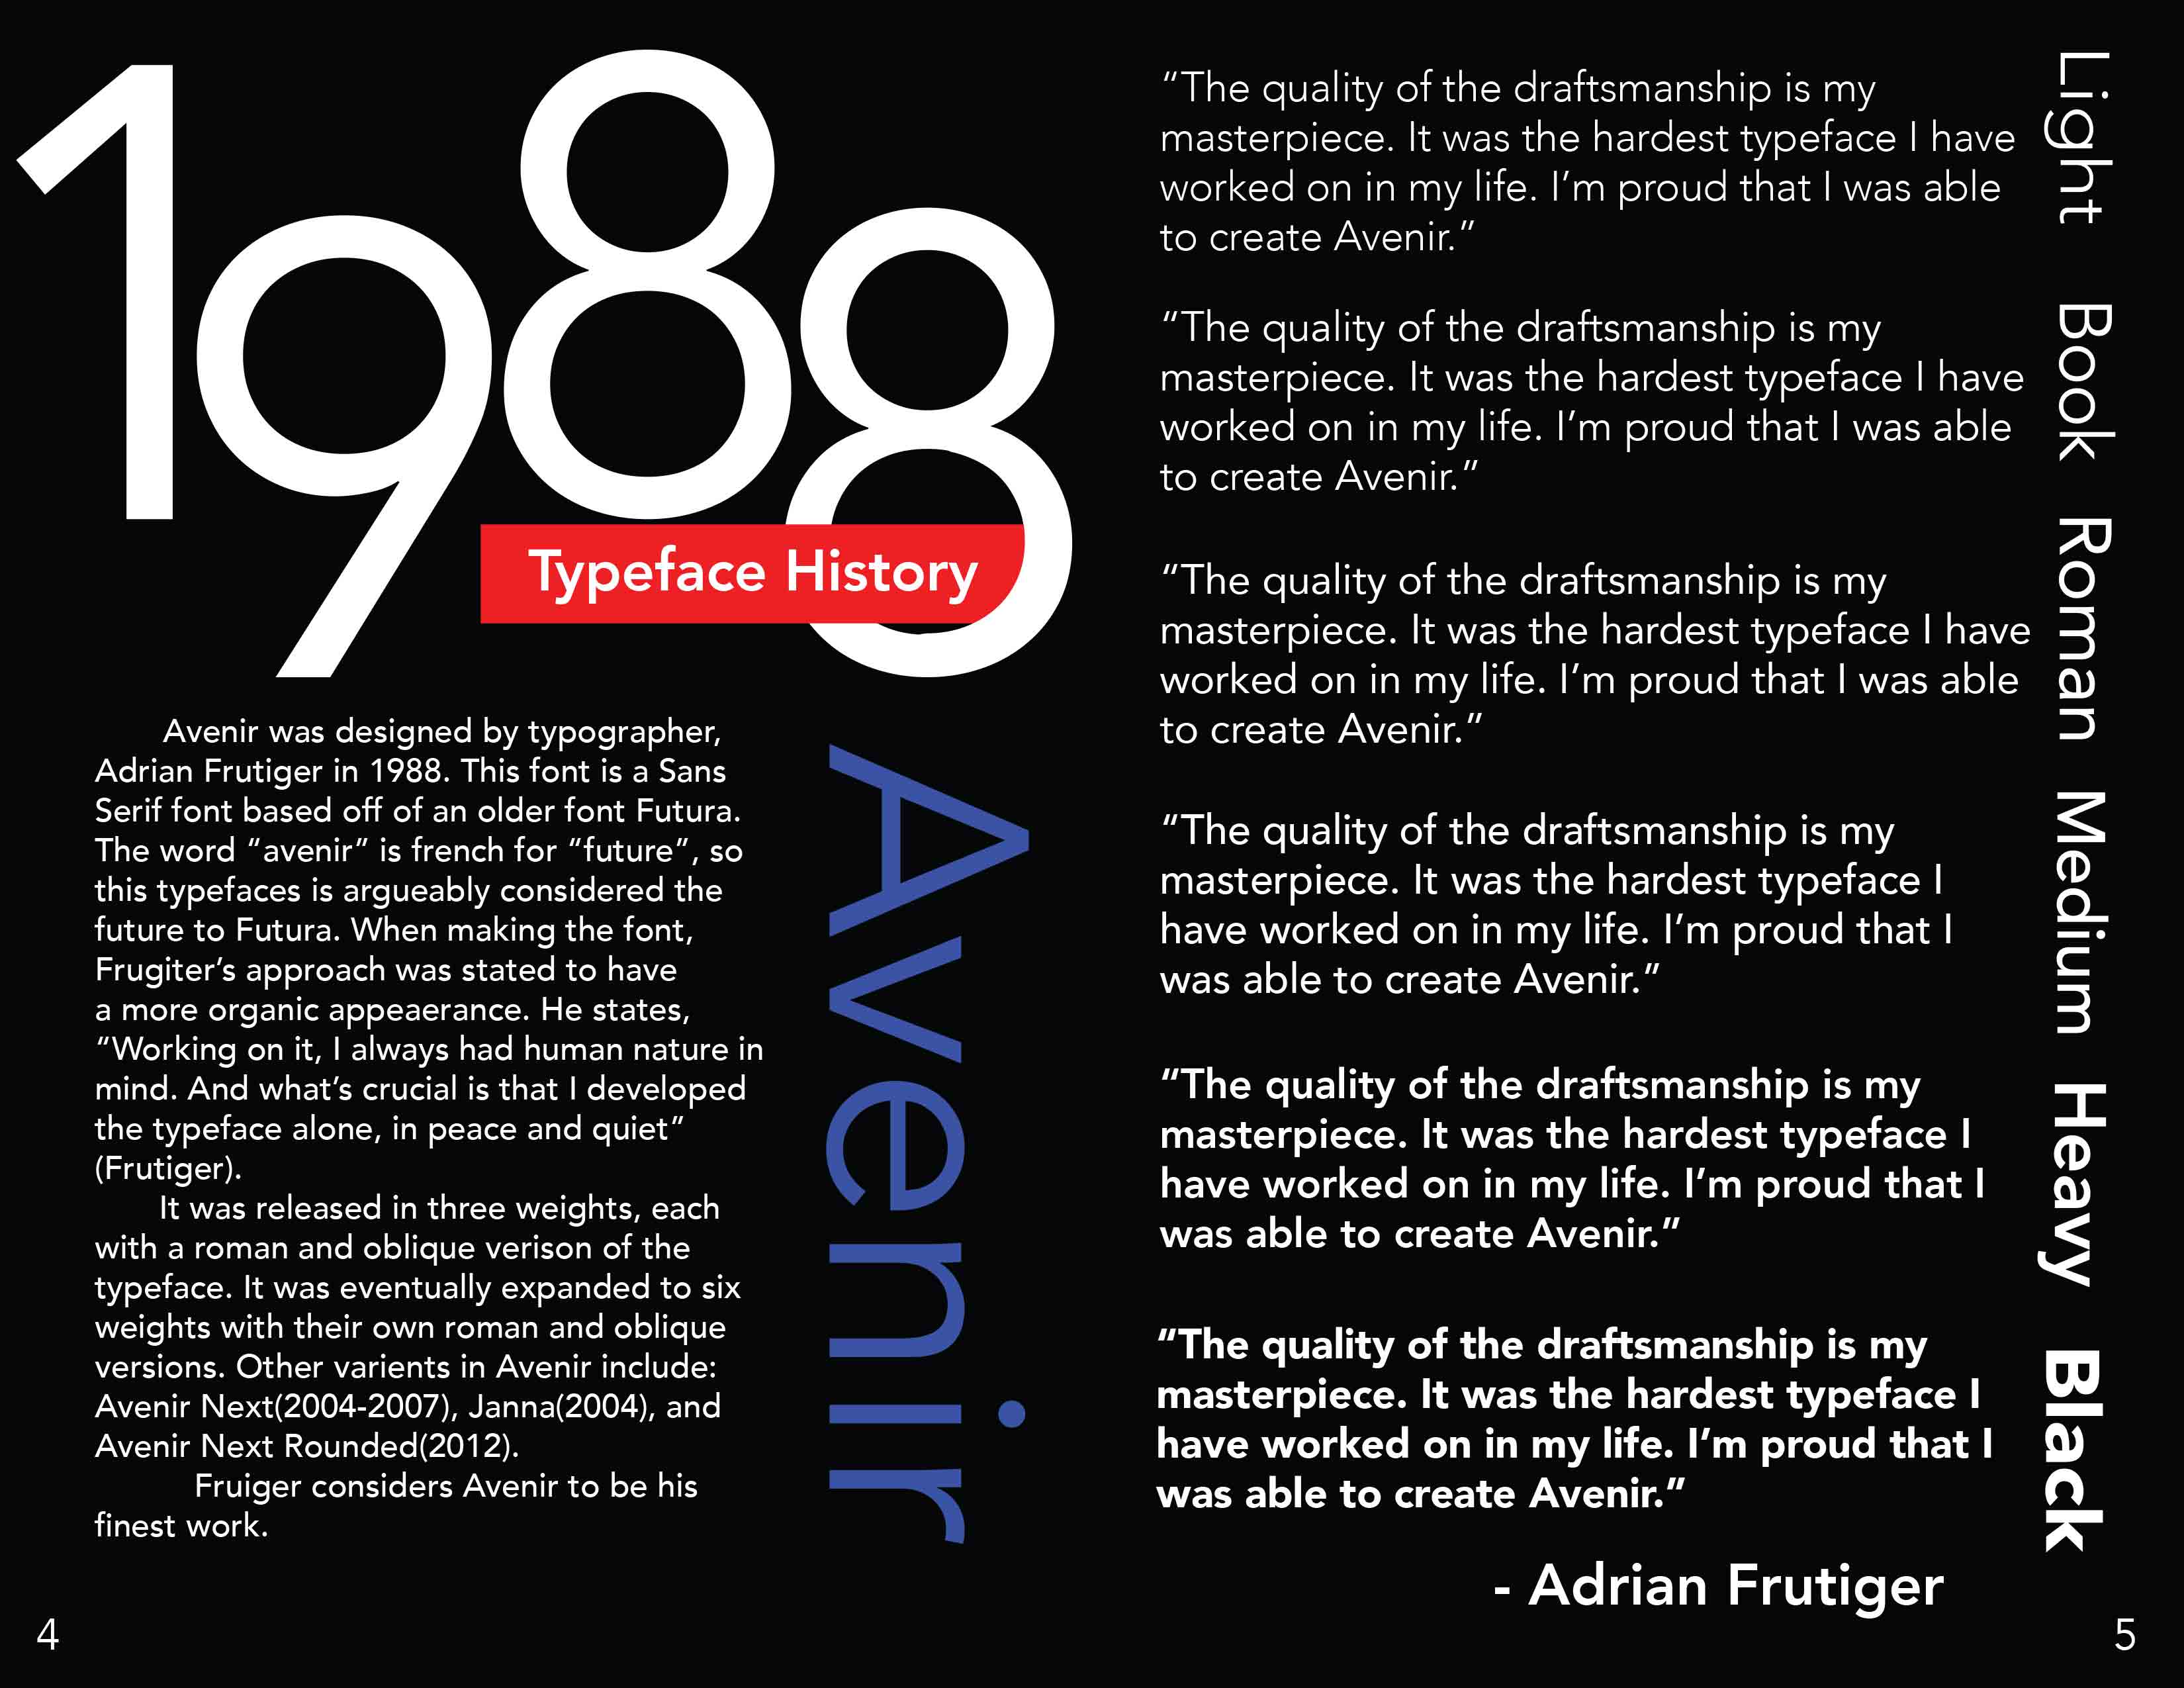 1988
Typeface History
Avenir was designed by typographer,
Adrian Frutiger in 1988. This font is a Sans
Serif font based off of an older font Futura.
The word “avenir” is french for “future”, so
this typefaces is argueably considered the
future to Futura. When making the font,
Frugiter’s approach was stated to have
a more organic appeaerance. He states,
“Working on it, I always had human nature in
mind. And what’s crucial is that I developed
the typeface alone, in peace and quiet”
(Frutiger).
It was released in three weights, each
with a roman and oblique verison of the
typeface. It was eventually expanded to six
weights with their own roman and oblique
versions. Other varients in Avenir include:
Avenir Next(2004-2007), Janna(2004), and
Avenir Next Rounded(2012).
Fruiger considers Avenir to be his
finest work.
Avenir
4
“The quality of the draftsmanship is my
masterpiece. It was the hardest typeface I have
worked on in my life. I’m proud that I was able
to create Avenir.”
Light
“The quality of the draftsmanship is my
masterpiece. It was the hardest typeface I have
worked on in my life. I’m proud that I was able
to create Avenir.”
Book
“The quality of the draftsmanship is my
masterpiece. It was the hardest typeface I have
worked on in my life. I’m proud that I was able
to create Avenir.”
Roman
“The quality of the draftsmanship is my
masterpiece. It was the hardest typeface I
have worked on in my life. I’m proud that I
was able to create Avenir.”
Medium
“The quality of the draftsmanship is my
masterpiece. It was the hardest typeface I
have worked on in my life. I’m proud that I
was able to create Avenir.”
Heavy
“The quality of the draftsmanship is my
masterpiece. It was the hardest typeface I
have worked on in my life. I’m proud that I
was able to create Avenir.”
Black
- Adrian Frutiger
5